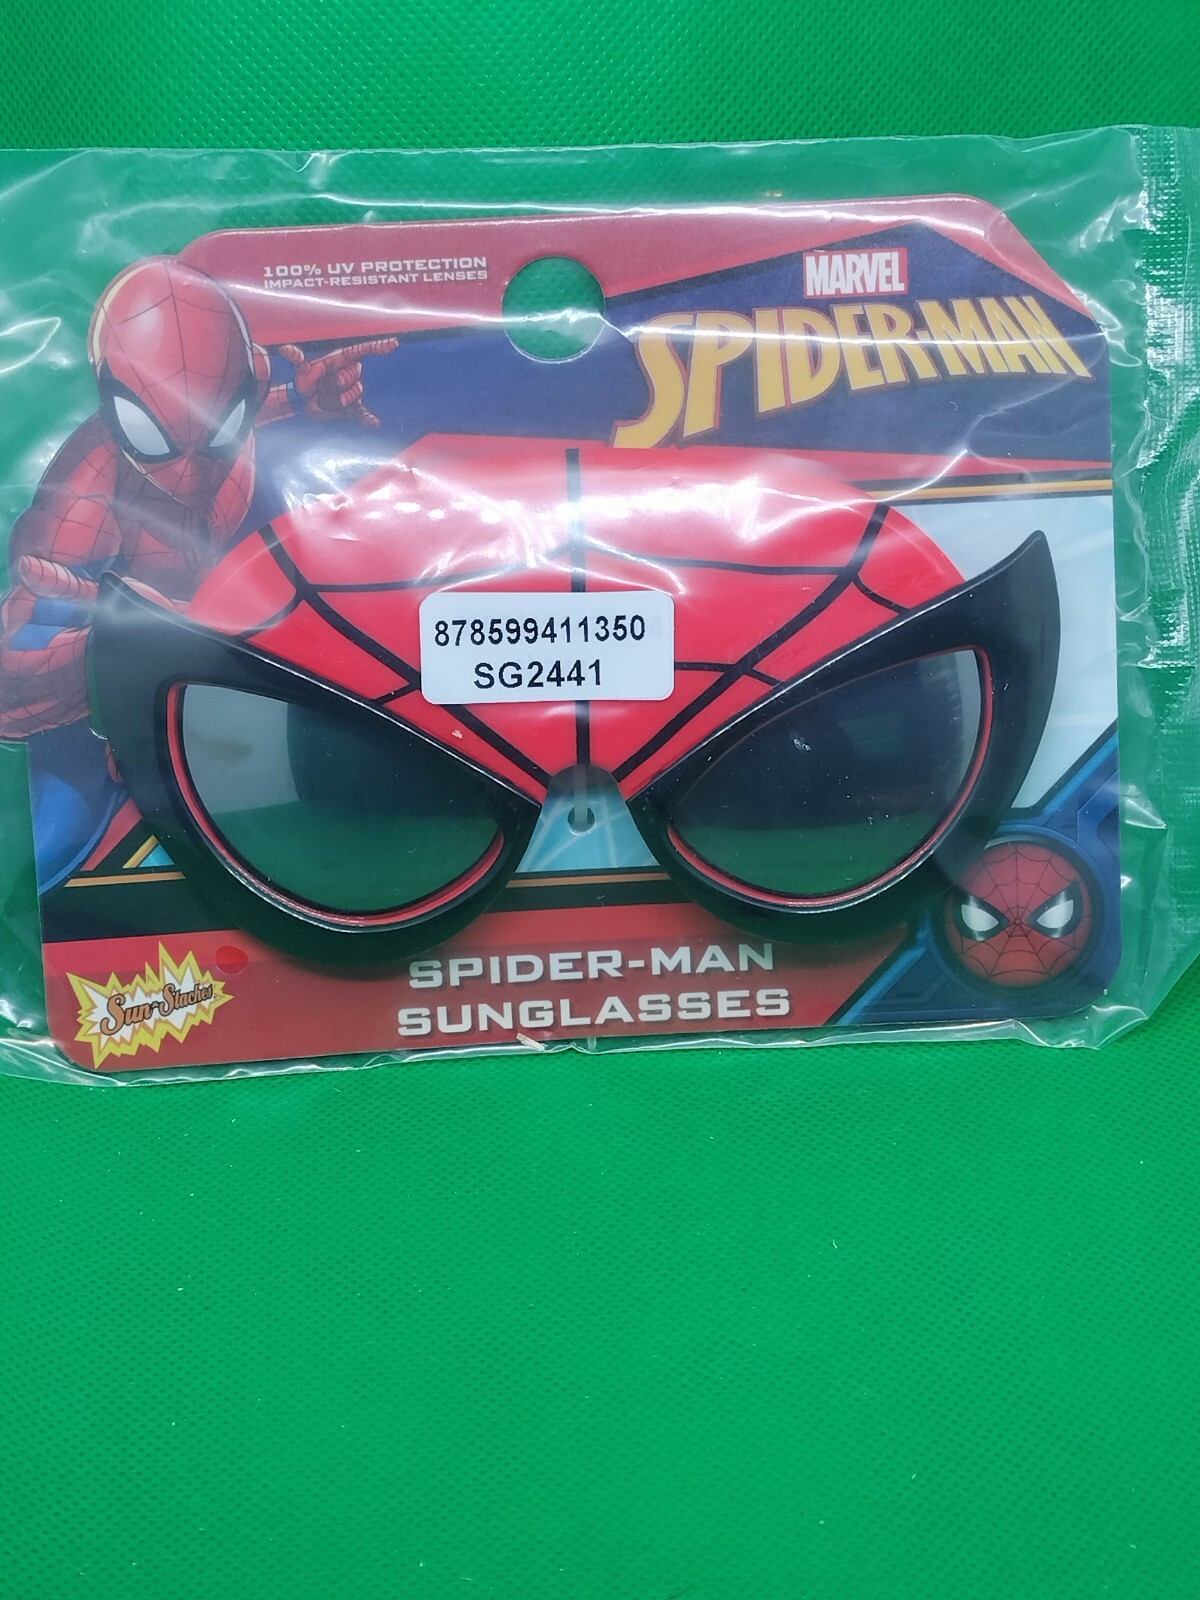 100% UV PROTECTION
IMPACT-RESISTANT LENSES
MARVEL
SPIDER-MAN
878599411350
SG2441
SPIDER-MAN
SUNGLASSES
Sun-Staches